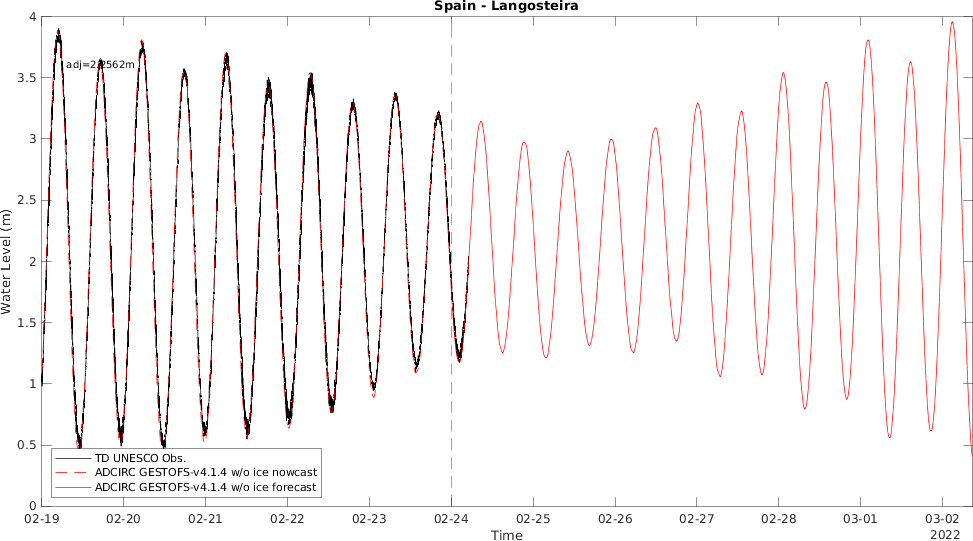 Spain - Langosteira
4
3.5
3
2.5
2
1.5
1
0.5
0
Water Level (m)
adj=2.2562m
TD UNESCO Obs.
ADCIRC GESTOFS-v4.1.4 w/o ice nowcast
ADCIRC GESTOFS-v4.1.4 w/o ice forecast
02-19 02-20 02-21 02-22 02-23 02-24 02-25 02-26 02-27 02-28 03-01 03-02
Time
2022